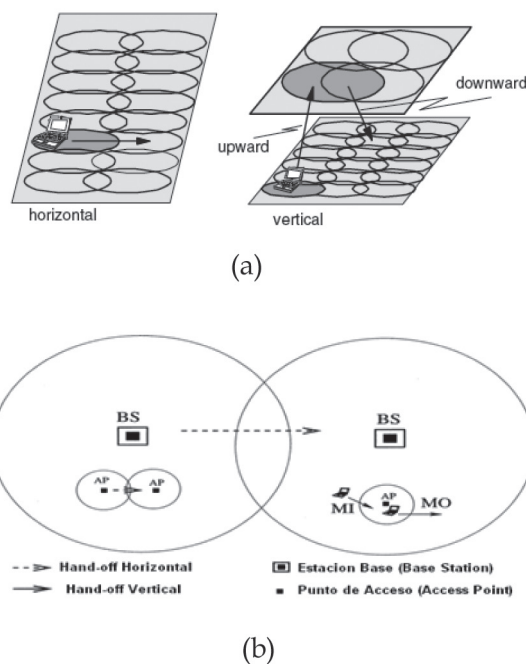 downward
upward
horizontal
vertical
(a)
BS
BS
AP
AP
AP
MI
MO
Hand-off Horizontal
Estacion Base (Base Station)
Hand-off Vertical
Punto de Acceso (Access Point)
(b)